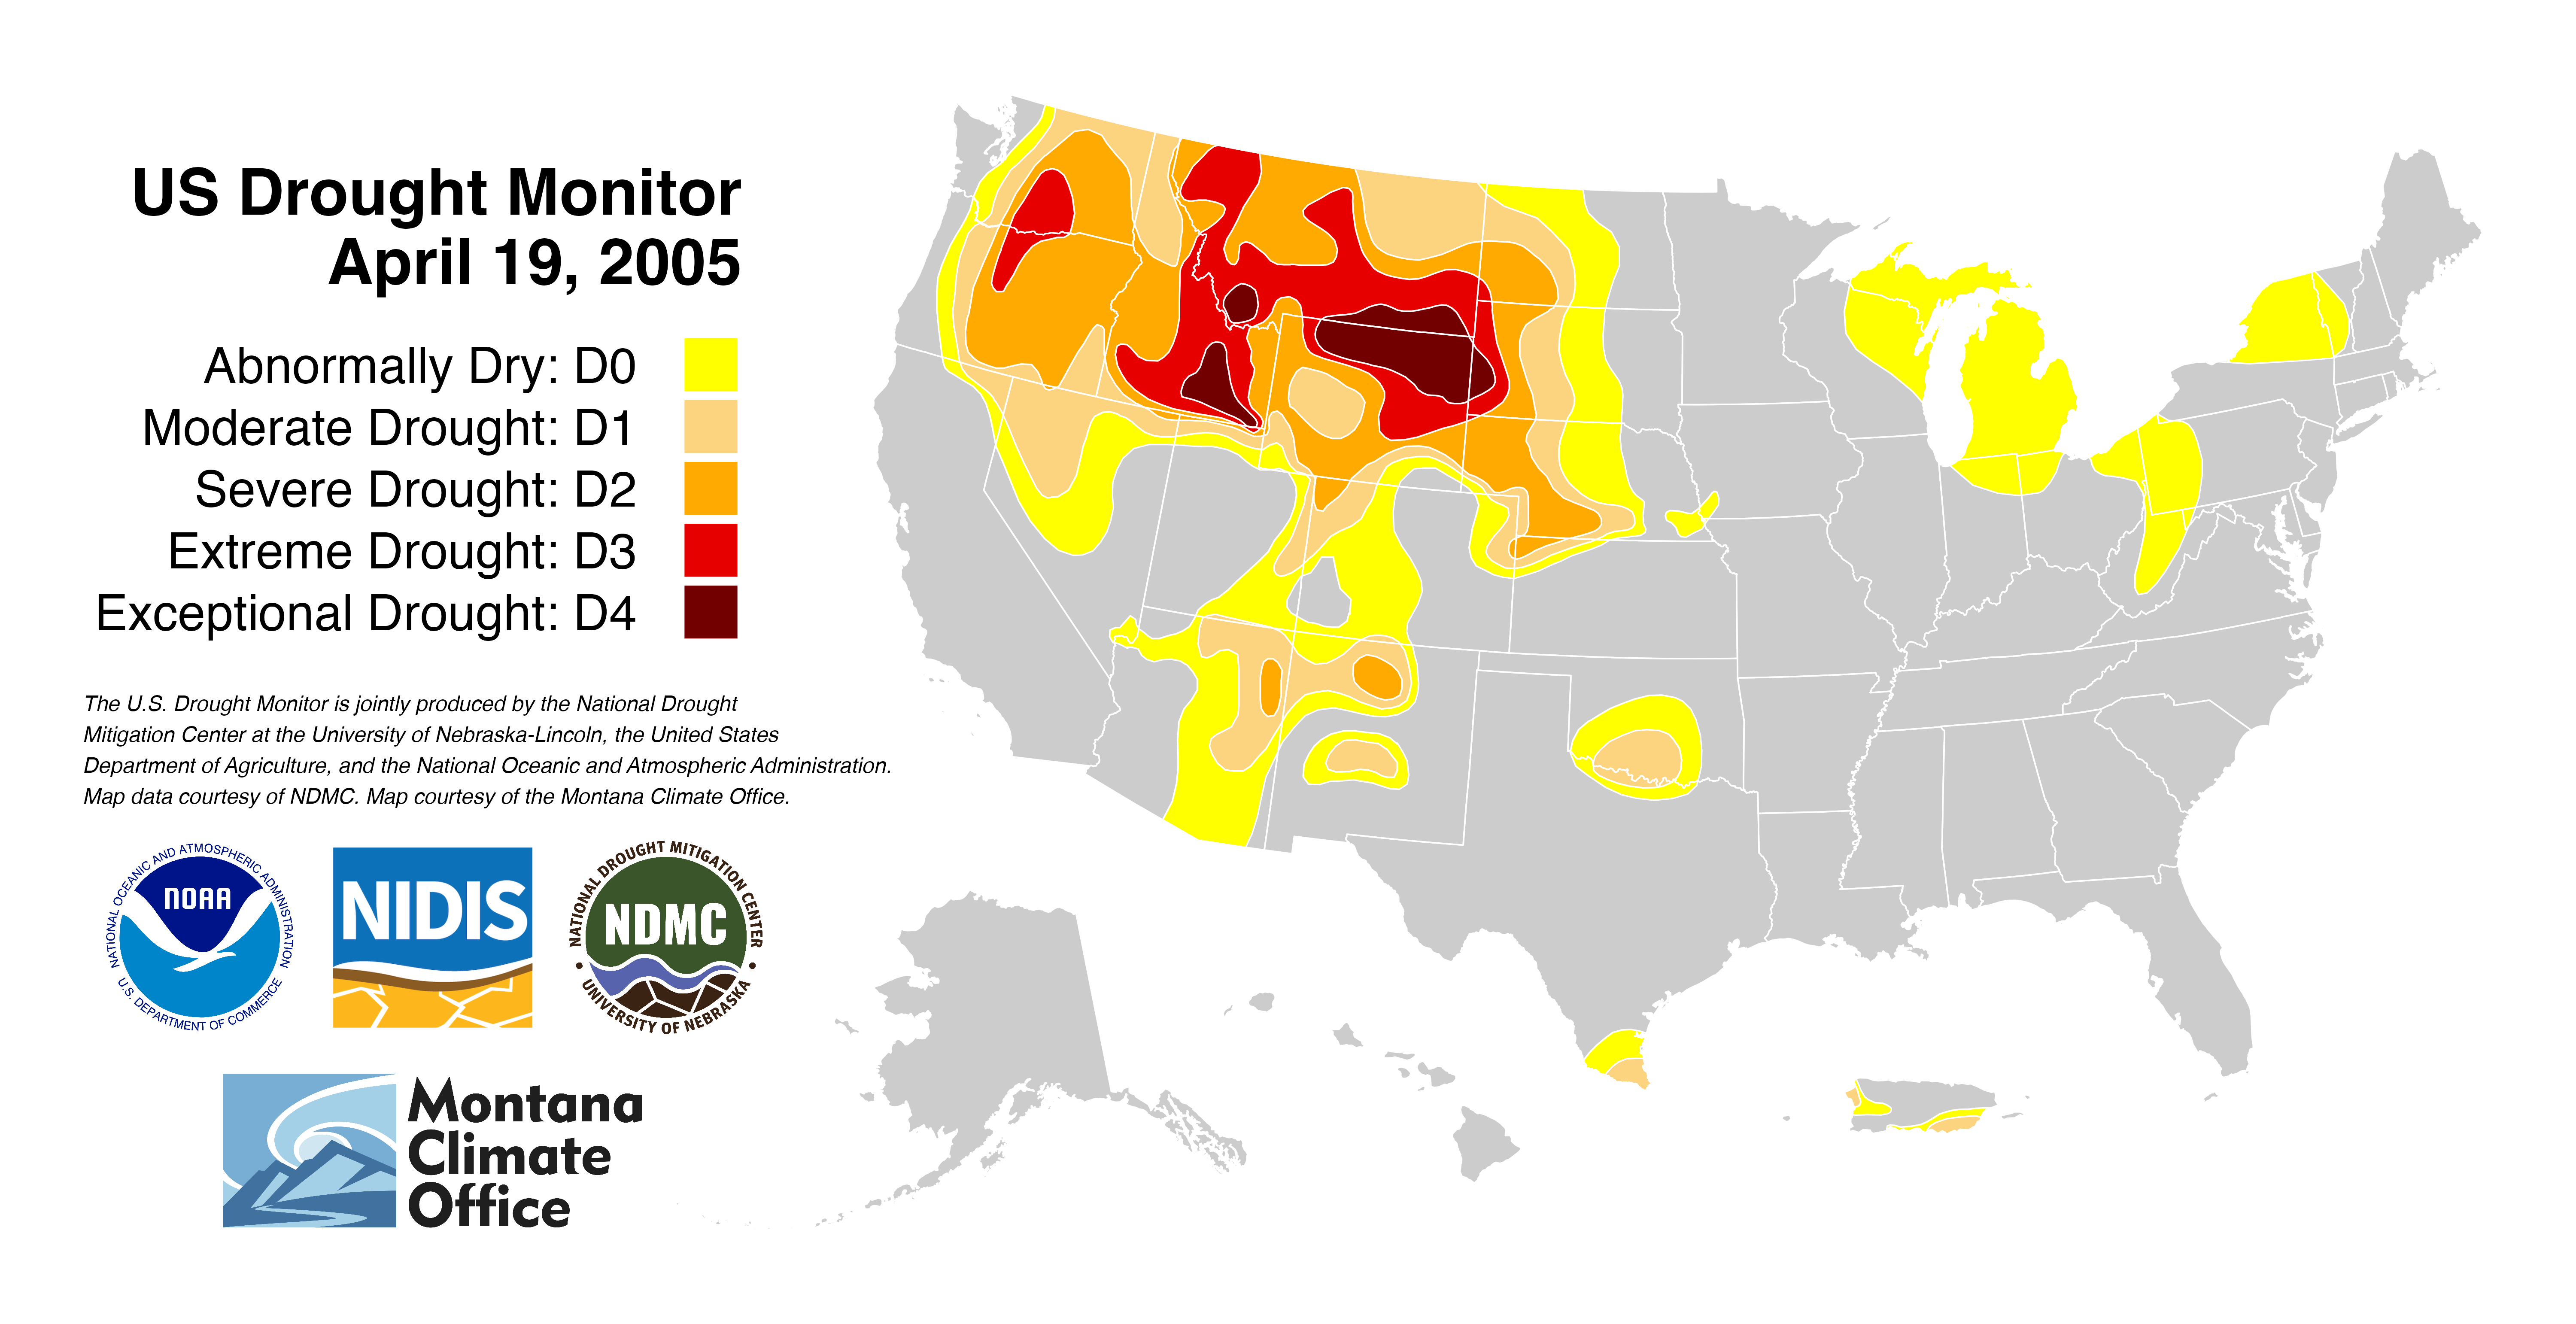 US Drought Monitor
April 19, 2005
Abnormally Dry: D0
Moderate Drought: D1
Severe Drought: D2
Extreme Drought: D3
Exceptional Drought: D4
The U.S. Drought Monitor is jointly produced by the National Drought
Mitigation Center at the University of Nebraska-Lincoln, the United States
Department of Agriculture, and the National Oceanic and Atmospheric Administration.
Map data courtesy of NDMC. Map courtesy of the Montana Climate Office.
NATIONAL OCEANIC AND ATMOSPHERIC ADMINISTRATION
NOAA
U.S. DEPARTMENT OF COMMERCE
NIDIS
NATIONAL DROUGHT MITIGATION CENTER
NDMC
• UNIVERSITY OF NEBRASKA •
Montana
Climate
Office